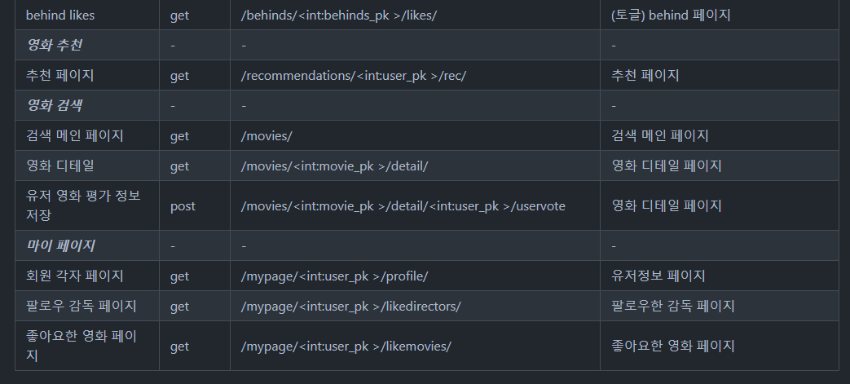 behind likes get /behinds/<int:behinds_pk >/likes/ (토글) behind 페이지
영화 추천 - - -
추천 페이지 get /recommendations/<int:user_pk >/rec/ 추천 페이지
영화 검색 - - -
검색 메인 페이지 get /movies/ 검색 메인 페이지
영화 디테일 get /movies/<int:movie_pk >/detail/ 영화 디테일 페이지
유저 영화 평가 정보
저장 post /movies/<int:movie_pk >/detail/<int:user_pk >/uservote 영화 디테일 페이지
마이 페이지 - - -
회원 각자 페이지 get /mypage/<int:user_pk >/profile/ 유저정보 페이지
팔로우 감독 페이지 get /mypage/<int:user_pk >/likedirectors/ 팔로우한 감독 페이지
좋아요한 영화 페이
지 get /mypage/<int:user_pk >/likemovies/ 좋아요한 영화 페이지